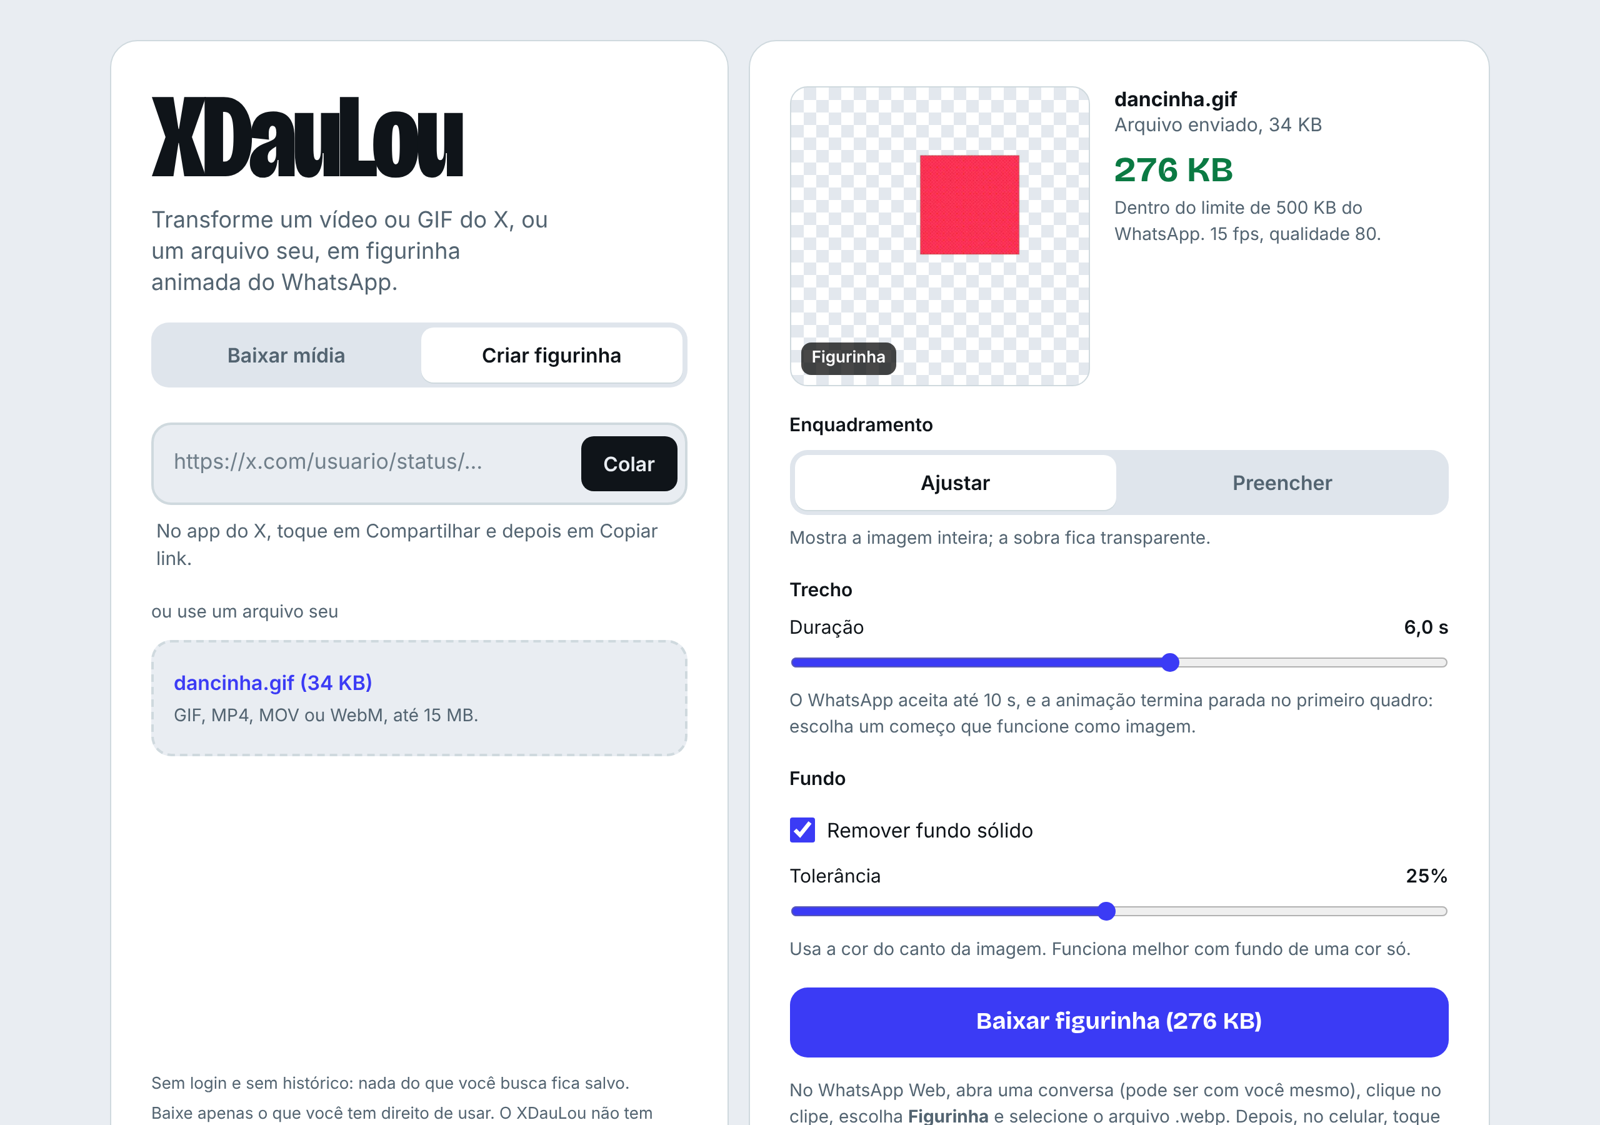 XDauLou
Transforme um vídeo ou GIF do X, ou
um arquivo seu, em figurinha
animada do WhatsApp.
Baixar mídia
Criar figurinha
https://x.com/usuario/status/...
Colar
No app do X, toque em Compartilhar e depois em Copiar
link.
ou use um arquivo seu
dancinha.gif (34 KB)
GIF, MP4, MOV ou WebM, até 15 MB.
Sem login e sem histórico: nada do que você busca fica salvo.
Baixe apenas o que você tem direito de usar. O XDauLou não tem
Figurinha
dancinha.gif
Arquivo enviado, 34 KB
276 KB
Dentro do limite de 500 KB do
WhatsApp. 15 fps, qualidade 80.
Enquadramento
Ajustar
Preencher
Mostra a imagem inteira; a sobra fica transparente.
Trecho
Duração
6,0 s
O WhatsApp aceita até 10 s, e a animação termina parada no primeiro quadro:
escolha um começo que funcione como imagem.
Fundo
Remover fundo sólido
Tolerância
25%
Usa a cor do canto da imagem. Funciona melhor com fundo de uma cor só.
Baixar figurinha (276 KB)
No WhatsApp Web, abra uma conversa (pode ser com você mesmo), clique no
clipe, escolha Figurinha e selecione o arquivo .webp. Depois, no celular, toque